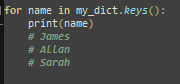 for name in my_dict.keys():
    print(name)
    # James
    # Allan
    # Sarah